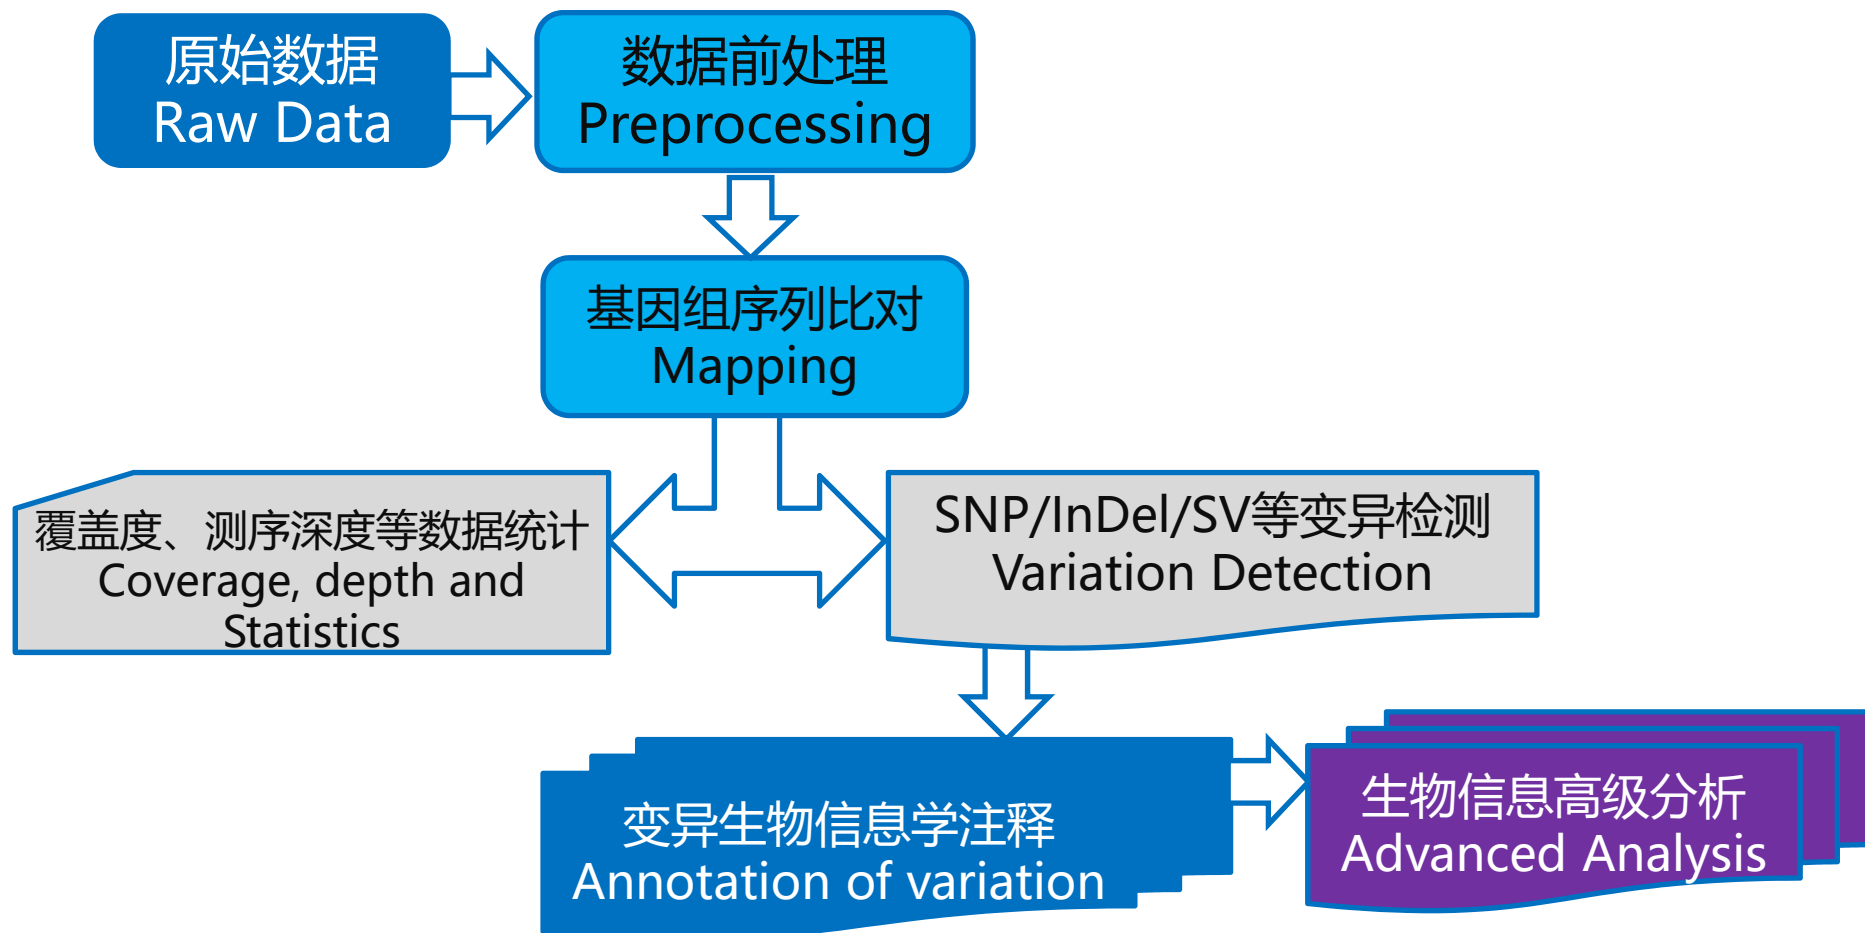 原始数据
Raw Data
数据前处理
Preprocessing
基因组序列比对
Mapping
覆盖度、测序深度等数据统计
Coverage, depth and
Statistics
SNP/InDel/SV等变异检测
Variation Detection
变异生物信息学注释
Annotation of variation
生物信息高级分析
Advanced Analysis